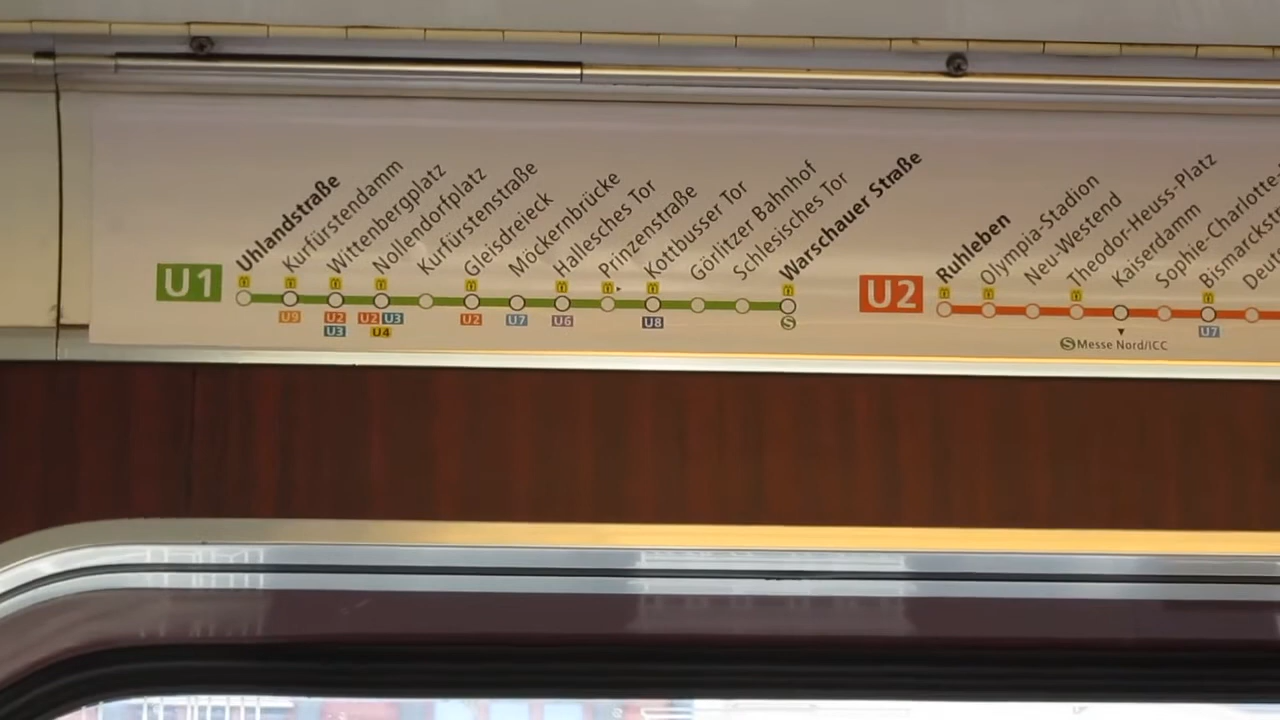 U1
Uhlandstraße
Kurfürstendamm
Wittenbergplatz
Nollendorfplatz
Kurfürstenstraße
Gleisdreieck
Möckernbrücke
Hallesches Tor
Prinzenstraße
Kottbusser Tor
Görlitzer Bahnhof
Schlesisches Tor
Warschauer Straße
U9
U2
U3
U2 U3
U4
U2
U7
U6
U8
S
U2
Ruhleben
Olympia-Stadion
Neu-Westend
Theodor-Heuss-Platz
Kaiserdamm
Sophie-Charlotte-
Bismarckst
Deut
S Messe Nord/ICC
U7